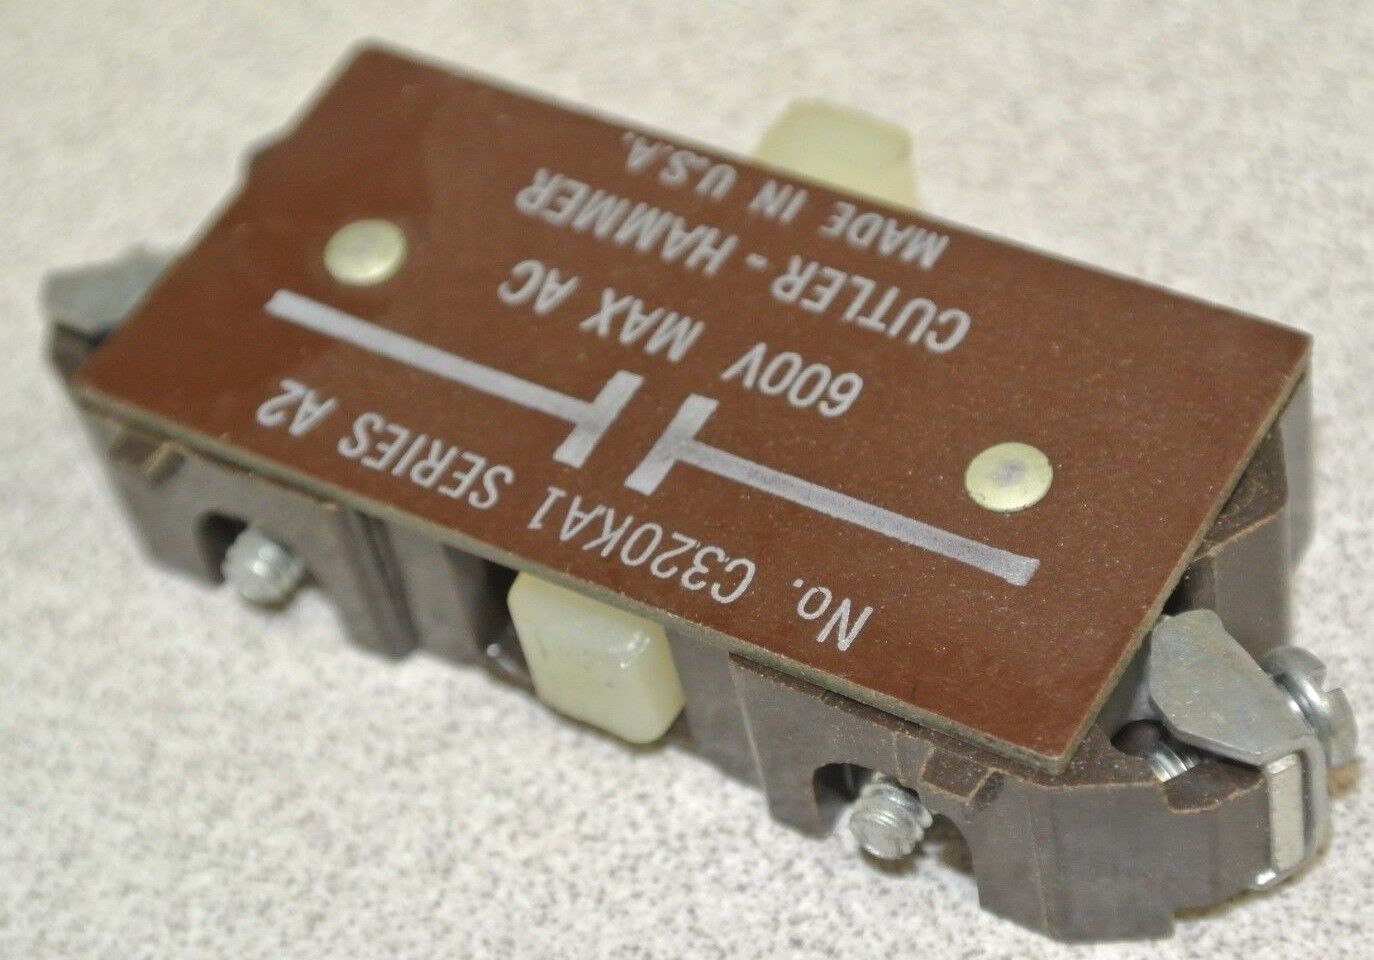 No. C320KA1 SERIES A2
600V MAX AC
CUTLER - HAMMER
MADE IN U.S.A.